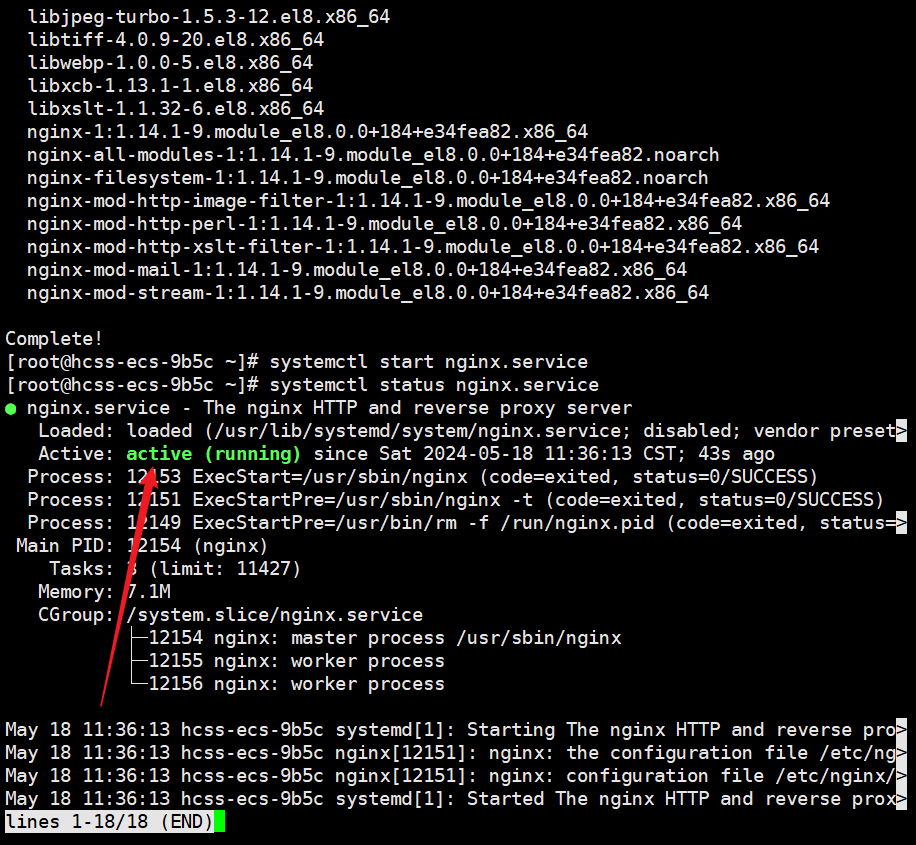 libjpeg-turbo-1.5.3-12.el8.x86_64
libtiff-4.0.9-20.el8.x86_64
libwebp-1.0.0-5.el8.x86_64
libxcb-1.13.1-1.el8.x86_64
libxslt-1.1.32-6.el8.x86_64
nginx-1:1.14.1-9.module_el8.0.0+184+e34fea82.x86_64
nginx-all-modules-1:1.14.1-9.module_el8.0.0+184+e34fea82.noarch
nginx-filesystem-1:1.14.1-9.module_el8.0.0+184+e34fea82.noarch
nginx-mod-http-image-filter-1:1.14.1-9.module_el8.0.0+184+e34fea82.x86_64
nginx-mod-http-perl-1:1.14.1-9.module_el8.0.0+184+e34fea82.x86_64
nginx-mod-http-xslt-filter-1:1.14.1-9.module_el8.0.0+184+e34fea82.x86_64
nginx-mod-mail-1:1.14.1-9.module_el8.0.0+184+e34fea82.x86_64
nginx-mod-stream-1:1.14.1-9.module_el8.0.0+184+e34fea82.x86_64
Complete!
[root@hcss-ecs-9b5c ~]# systemctl start nginx.service
[root@hcss-ecs-9b5c ~]# systemctl status nginx.service
● nginx.service - The nginx HTTP and reverse proxy server
Loaded: loaded (/usr/lib/systemd/system/nginx.service; disabled; vendor preset>
Active: active (running) since Sat 2024-05-18 11:36:13 CST; 43s ago
Process: 12153 ExecStart=/usr/sbin/nginx (code=exited, status=0/SUCCESS)
Process: 12151 ExecStartPre=/usr/sbin/nginx -t (code=exited, status=0/SUCCESS)
Process: 12149 ExecStartPre=/usr/bin/rm -f /run/nginx.pid (code=exited, status=>
Main PID: 12154 (nginx)
Tasks: 3 (limit: 11427)
Memory: 7.1M
CGroup: /system.slice/nginx.service
├─12154 nginx: master process /usr/sbin/nginx
├─12155 nginx: worker process
└─12156 nginx: worker process
May 18 11:36:13 hcss-ecs-9b5c systemd[1]: Starting The nginx HTTP and reverse pro>
May 18 11:36:13 hcss-ecs-9b5c nginx[12151]: nginx: the configuration file /etc/ng>
May 18 11:36:13 hcss-ecs-9b5c nginx[12151]: nginx: configuration file /etc/nginx/>
May 18 11:36:13 hcss-ecs-9b5c systemd[1]: Started The nginx HTTP and reverse prox>
lines 1-18/18 (END)